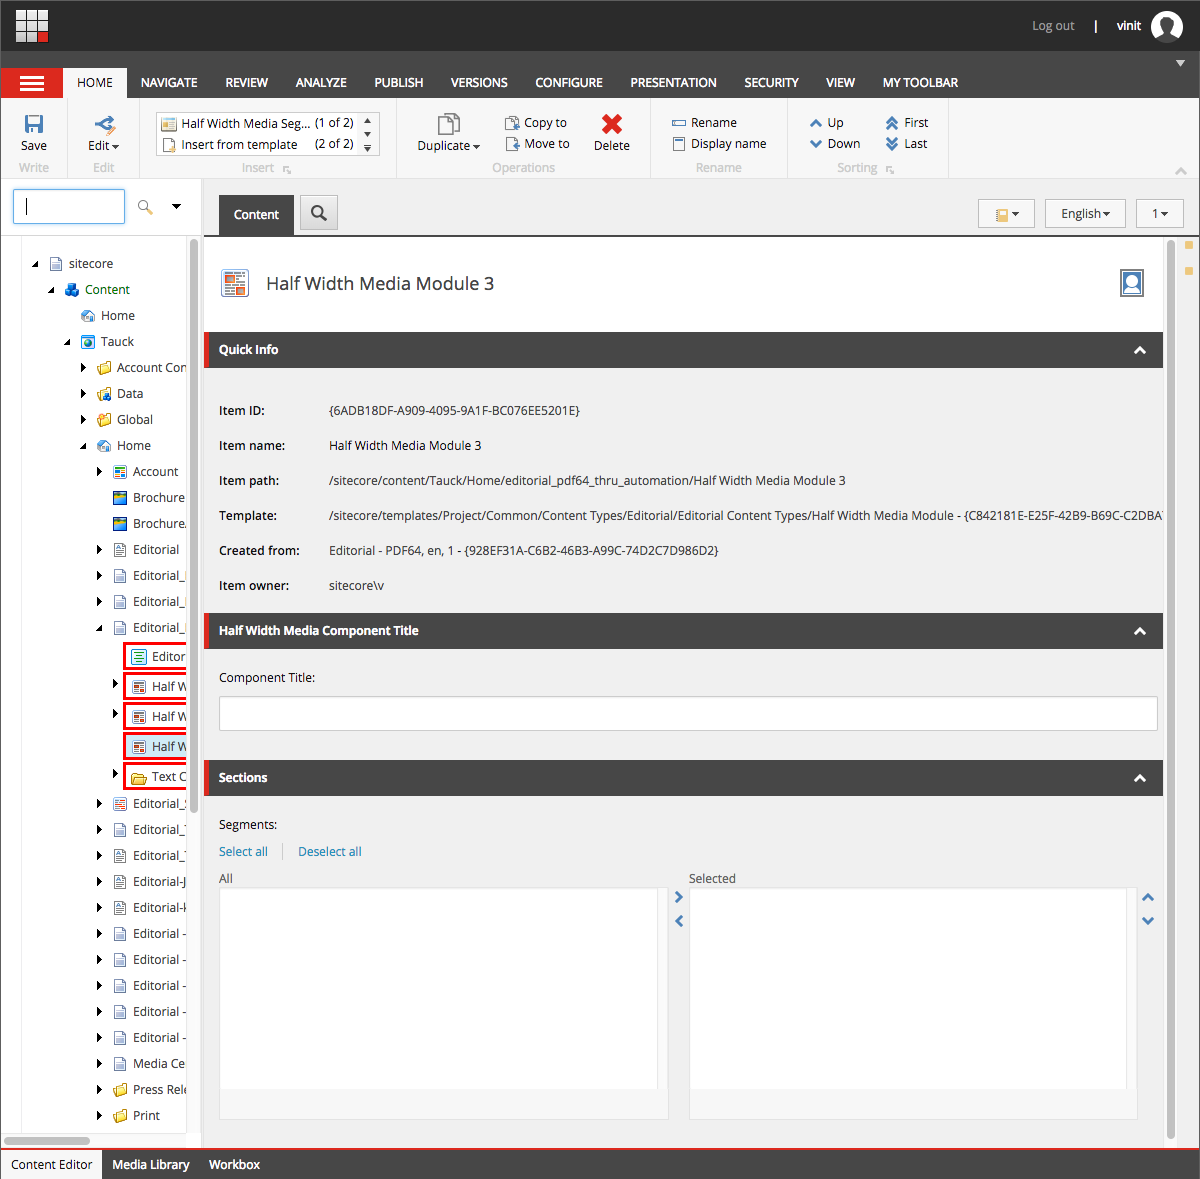 Log out | vinit
HOME NAVIGATE REVIEW ANALYZE PUBLISH VERSIONS CONFIGURE PRESENTATION SECURITY VIEW MY TOOLBAR
Save
Write
Edit
Edit
Half Width Media Seg... (1 of 2)
Insert from template (2 of 2)
Insert
Duplicate
Copy to
Move to
Delete
Operations
Rename
Display name
Rename
Up
Down
First
Last
Sorting
sitecore
Content
Home
Tauck
Account Con
Data
Global
Home
Account
Brochure
Brochure
Editorial
Editorial_
Editorial_
Editorial_
Editor
Half W
Half W
Half W
Text C
Editorial_S
Editorial_T
Editorial_T
Editorial-J
Editorial-k
Editorial -
Editorial -
Editorial -
Editorial -
Editorial -
Media Ce
Press Rele
Print
Content
English
1
Half Width Media Module 3
Quick Info
Item ID: {6ADB18DF-A909-4095-9A1F-BC076EE5201E}
Item name: Half Width Media Module 3
Item path: /sitecore/content/Tauck/Home/editorial_pdf64_thru_automation/Half Width Media Module 3
Template: /sitecore/templates/Project/Common/Content Types/Editorial/Editorial Content Types/Half Width Media Module - {C842181E-E25F-42B9-B69C-C2DBA
Created from: Editorial - PDF64, en, 1 - {928EF31A-C6B2-46B3-A99C-74D2C7D986D2}
Item owner: sitecore\v
Half Width Media Component Title
Component Title:
Sections
Segments:
Select all Deselect all
All Selected
Content Editor Media Library Workbox